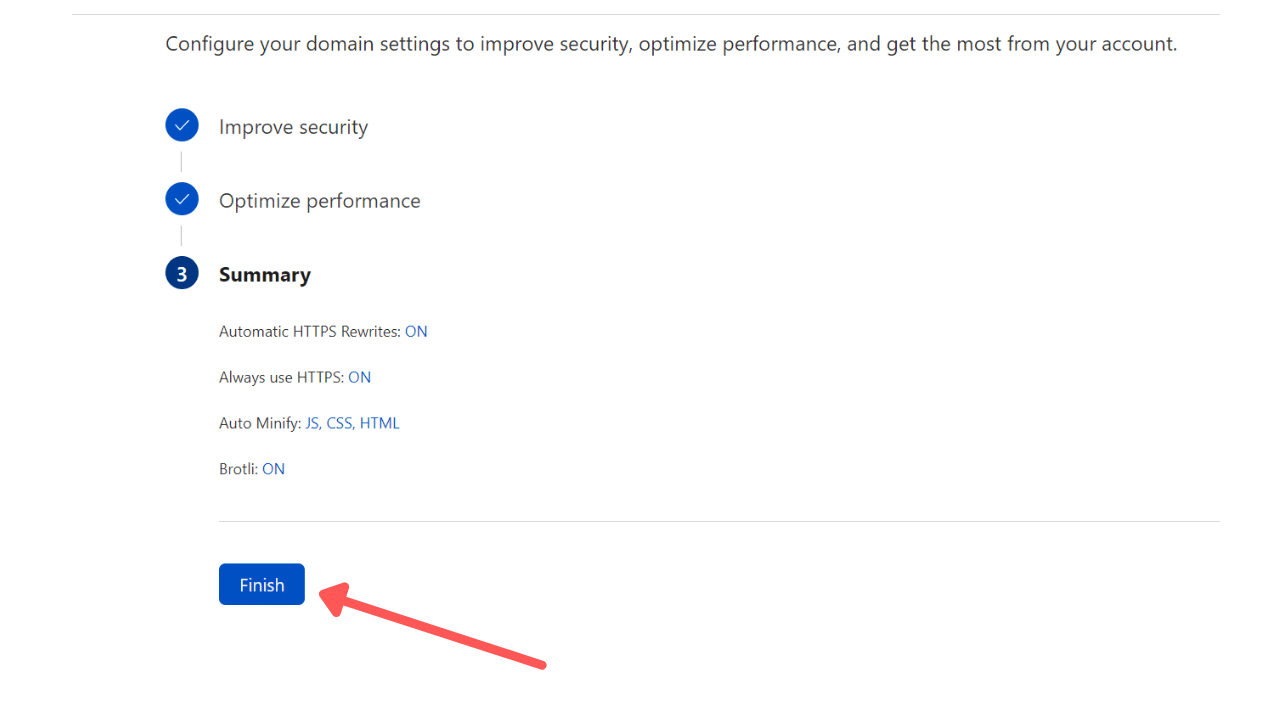 Configure your domain settings to improve security, optimize performance, and get the most from your account.
Improve security
Optimize performance
3 Summary
Automatic HTTPS Rewrites: ON
Always use HTTPS: ON
Auto Minify: JS, CSS, HTML
Brotli: ON
Finish